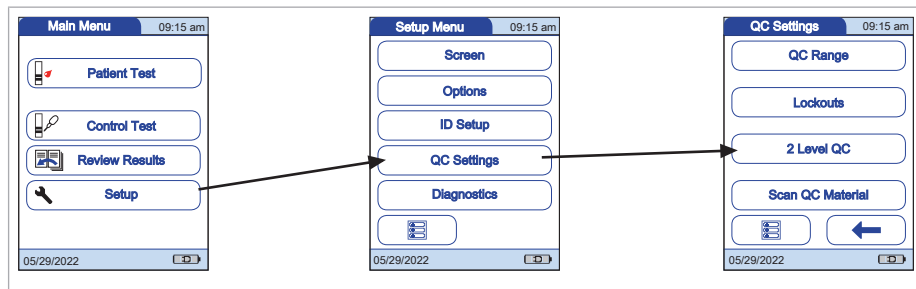 Main Menu 09:15 am
Patient Test
Control Test
Review Results
Setup
05/29/2022
Setup Menu 09:15 am
Screen
Options
ID Setup
QC Settings
Diagnostics
05/29/2022
QC Settings 09:15 am
QC Range
Lockouts
2 Level QC
Scan QC Material
05/29/2022